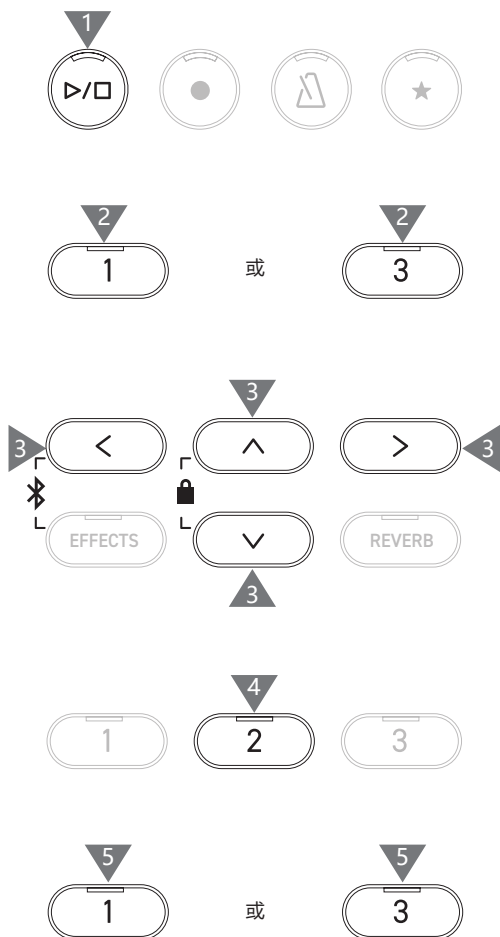 1
▷/□ ● ★
2 2
1 或 3
3
3 < ∧ > 3
EFFECTS ∨ REVERB
3
4
1 2 3
5 5
1 或 3